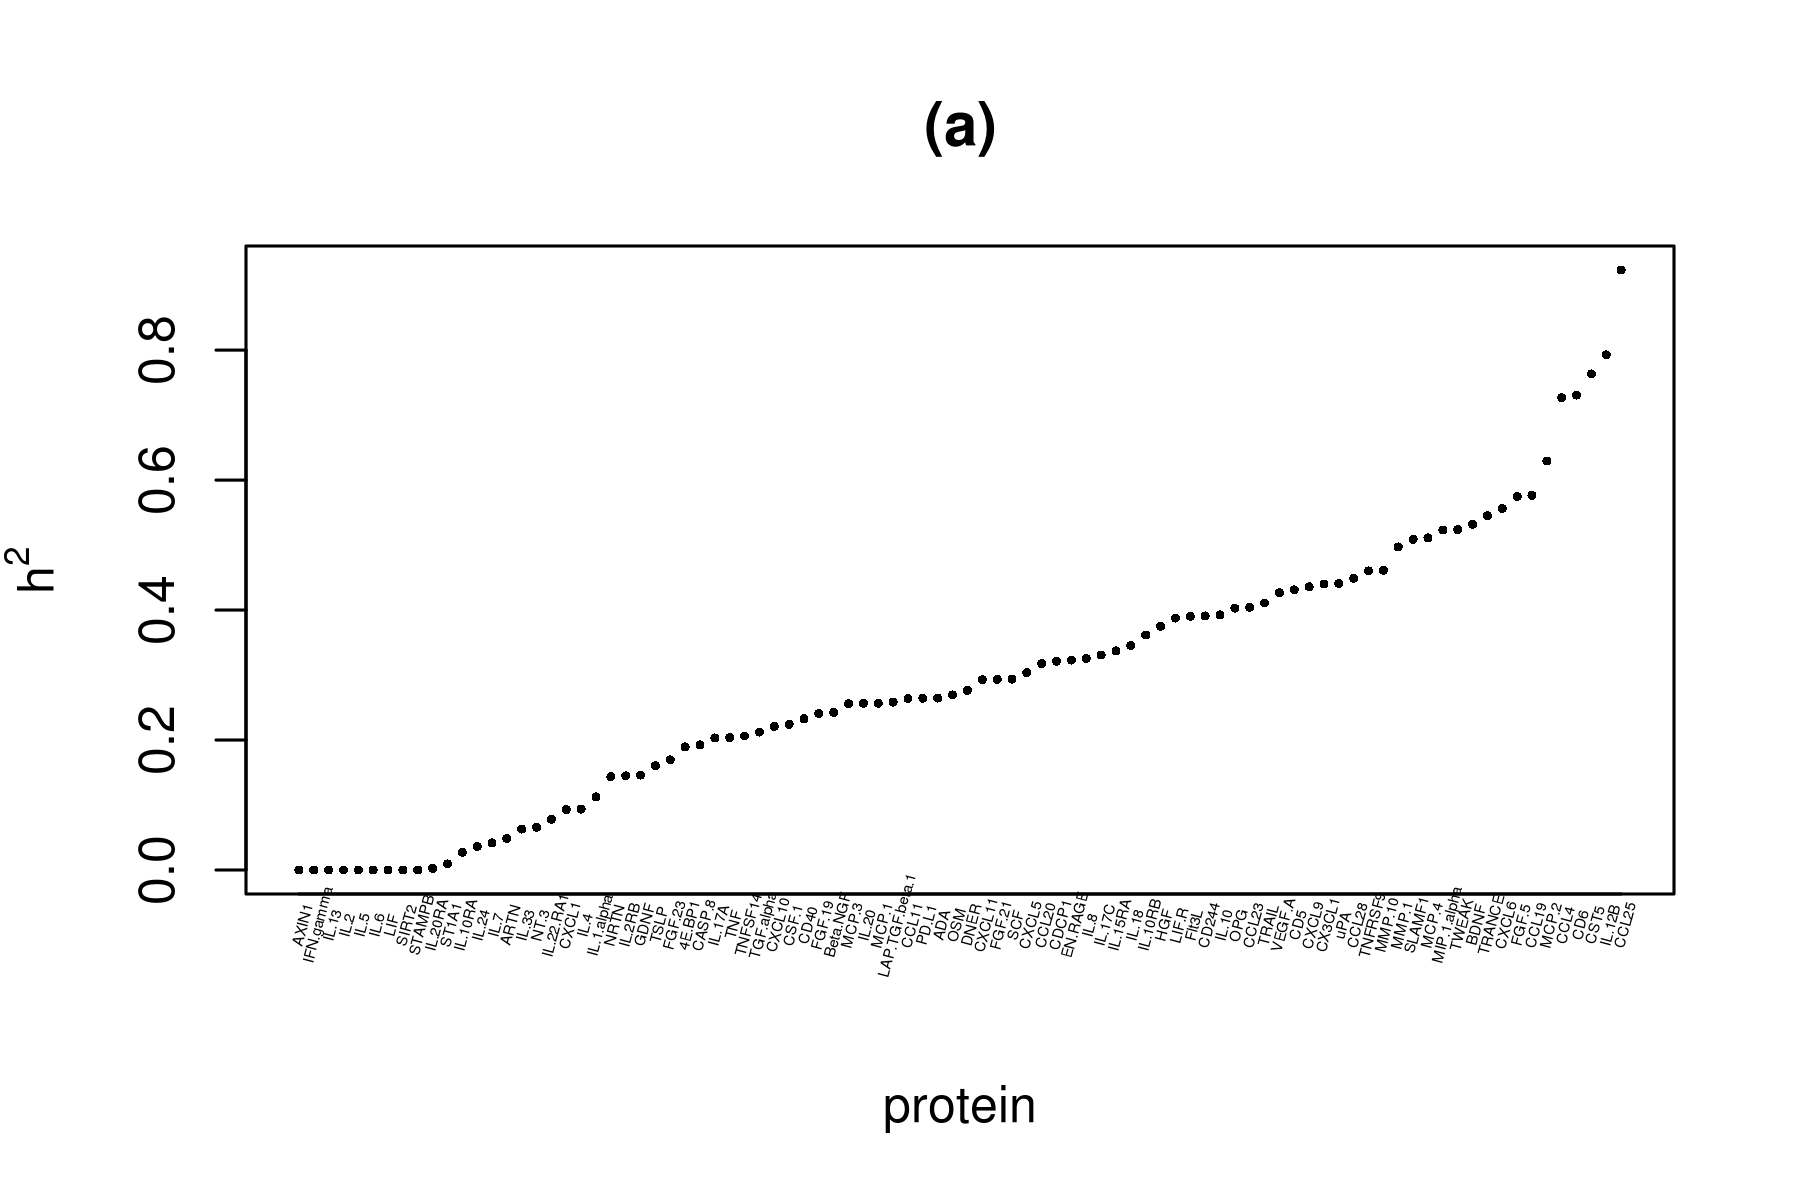 (a)
h2
0.0
0.2
0.4
0.6
0.8
AXIN1
IFN.gamma
IL.13
IL.2
IL.5
IL.6
LIF
SIRT2
STAMPB
IL.20RA
ST1A1
IL.10RA
IL.24
IL.7
ARTN
IL.33
NT.3
IL.22.RA1
CXCL1
IL.4
IL.1.alpha
NRTN
IL.2RB
GDNF
TSLP
FGF.23
4E.BP1
CASP.8
IL.17A
TNF
TNFSF14
TGF.alpha
CXCL10
CSF.1
CD40
FGF.19
Beta.NGF
MCP.3
IL.20
MCP.1
LAP.TGF.beta.1
CCL11
PD.L1
ADA
OSM
DNER
CXCL11
FGF.21
SCF
CXCL5
CCL20
CDCP1
EN.RAGE
IL.8
IL.17C
IL.15RA
IL.18
IL.10RB
HGF
LIF.R
Flt3L
CD244
IL.10
OPG
CCL23
TRAIL
VEGF.A
CD5
CXCL9
CX3CL1
uPA
CCL28
TNFRSF9
MMP.10
MMP.1
SLAMF1
MCP.4
MIP.1.alpha
TWEAK
BDNF
TRANCE
CXCL6
FGF.5
CCL19
MCP.2
CCL4
CD6
CST5
IL.12B
CCL25
protein